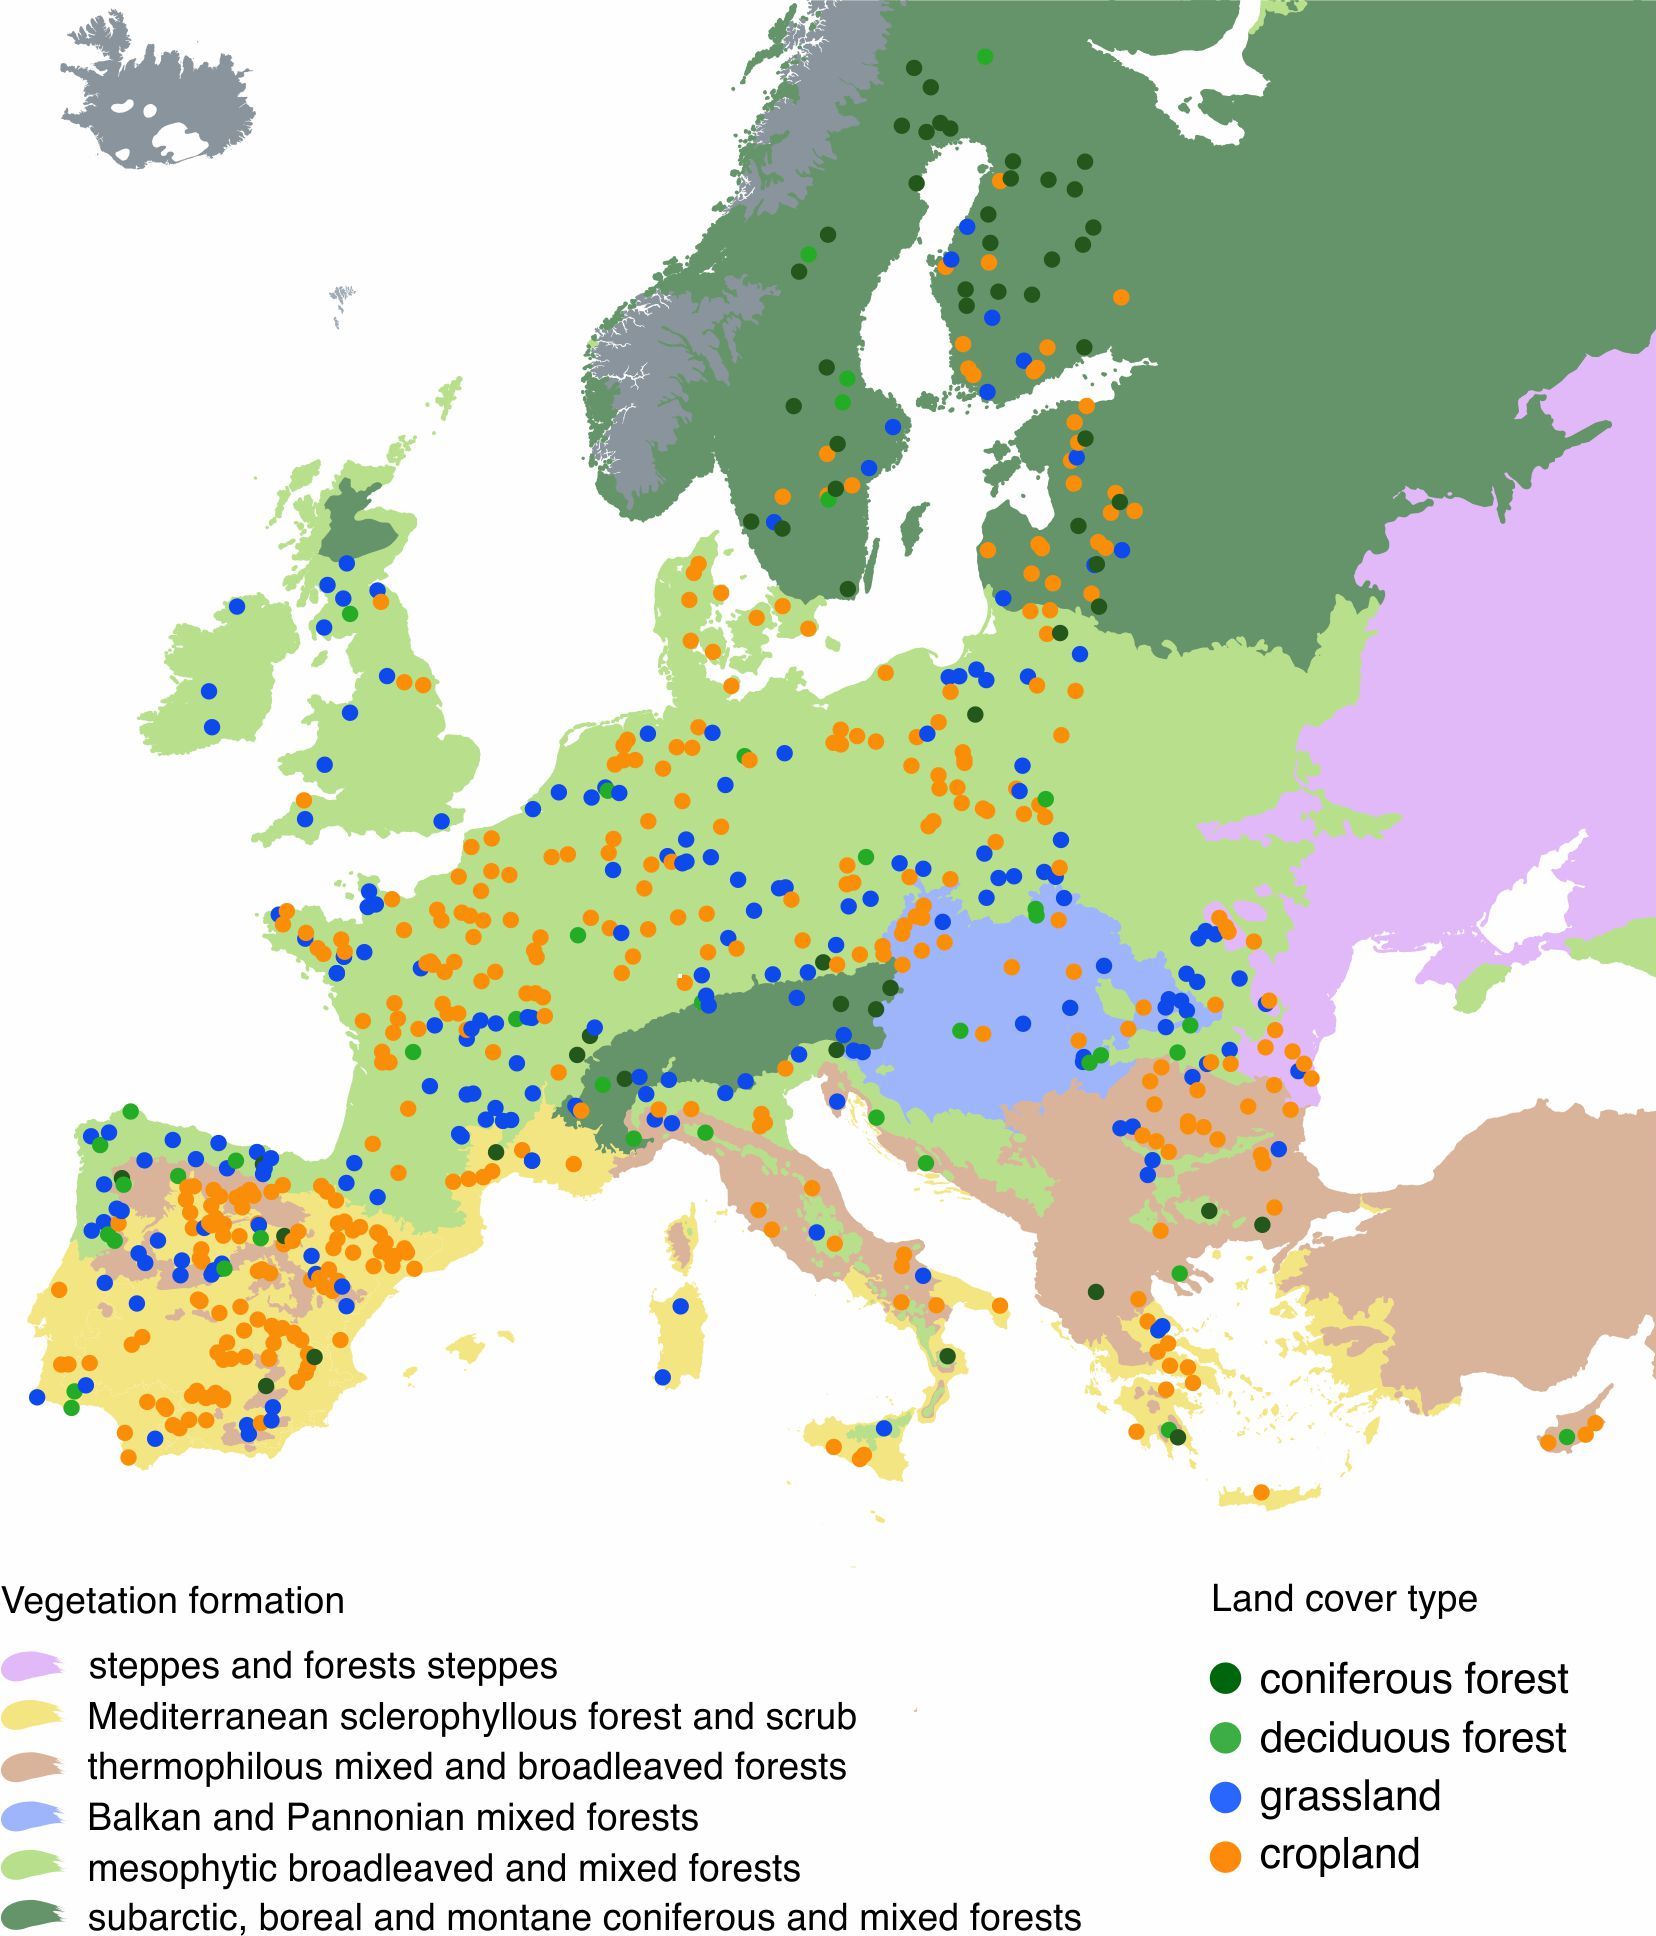 Vegetation formation
steppes and forests steppes
Mediterranean sclerophyllous forest and scrub
thermophilous mixed and broadleaved forests
Balkan and Pannonian mixed forests
mesophytic broadleaved and mixed forests
subarctic, boreal and montane coniferous and mixed forests
Land cover type
coniferous forest
deciduous forest
grassland
cropland